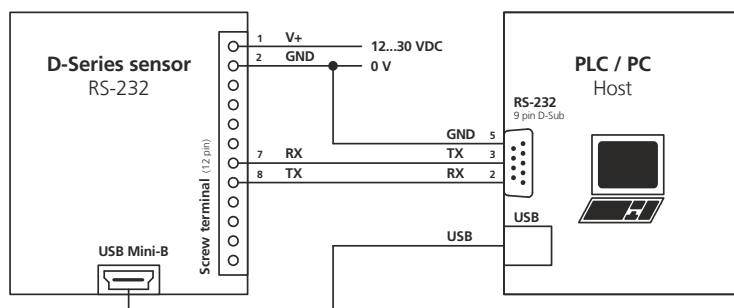 D-Series sensor
RS-232
Screw terminal (12 pin)
USB Mini-B
1 V+ 12...30 VDC
2 GND 0 V
7 RX
8 TX
GND 5
TX 3
RX 2
USB
PLC / PC
Host
RS-232
9 pin D-Sub
USB